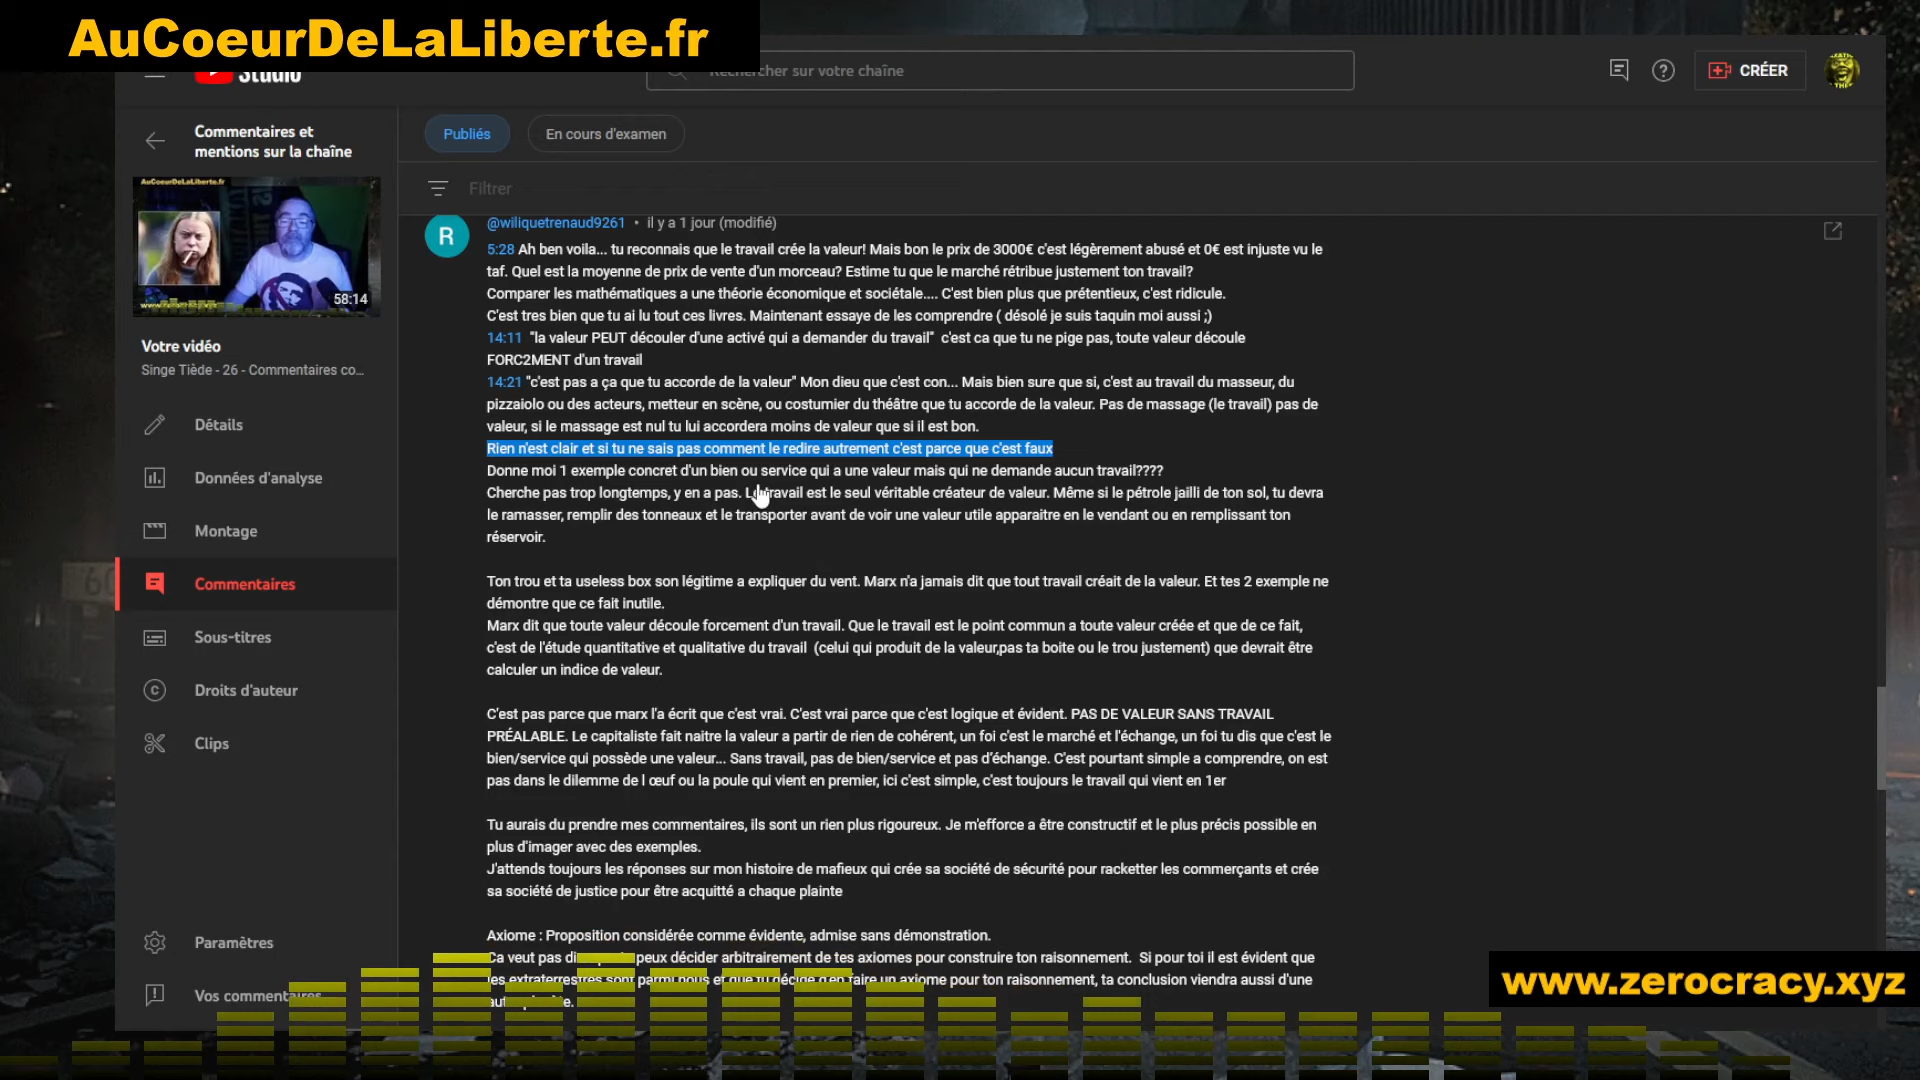 AuCoeurDeLaLiberte.fr
Studio
Rechercher sur votre chaîne
CRÉER
Commentaires et
mentions sur la chaîne
AuCoeurDeLaLiberte.fr
58:14
Votre vidéo
Singe Tiède - 26 - Commentaires co...
Détails
Données d'analyse
Montage
Commentaires
Sous-titres
Droits d'auteur
Clips
Paramètres
Vos commentaires
Publiés
En cours d'examen
Filtrer
R
@wiliquetrenaud9261 • il y a 1 jour (modifié)
5:28 Ah ben voila... tu reconnais que le travail crée la valeur! Mais bon le prix de 3000€ c'est légèrement abusé et 0€ est injuste vu le
taf. Quel est la moyenne de prix de vente d'un morceau? Estime tu que le marché rétribue justement ton travail?
Comparer les mathématiques a une théorie économique et sociétale.... C'est bien plus que prétentieux, c'est ridicule.
C'est tres bien que tu ai lu tout ces livres. Maintenant essaye de les comprendre ( désolé je suis taquin moi aussi ;)
14:11 "la valeur PEUT découler d'une activé qui a demander du travail" c'est ca que tu ne pige pas, toute valeur découle
FORC2MENT d'un travail
14:21 "c'est pas a ça que tu accorde de la valeur" Mon dieu que c'est con... Mais bien sure que si, c'est au travail du masseur, du
pizzaiolo ou des acteurs, metteur en scène, ou costumier du théâtre que tu accorde de la valeur. Pas de massage (le travail) pas de
valeur, si le massage est nul tu lui accordera moins de valeur que si il est bon.
Rien n'est clair et si tu ne sais pas comment le redire autrement c'est parce que c'est faux
Donne moi 1 exemple concret d'un bien ou service qui a une valeur mais qui ne demande aucun travail????
Cherche pas trop longtemps, y en a pas. Le travail est le seul véritable créateur de valeur. Même si le pétrole jailli de ton sol, tu devra
le ramasser, remplir des tonneaux et le transporter avant de voir une valeur utile apparaitre en le vendant ou en remplissant ton
réservoir.
Ton trou et ta useless box son légitime a expliquer du vent. Marx n'a jamais dit que tout travail créait de la valeur. Et tes 2 exemple ne
démontre que ce fait inutile.
Marx dit que toute valeur découle forcement d'un travail. Que le travail est le point commun a toute valeur créée et que de ce fait,
c'est de l'étude quantitative et qualitative du travail (celui qui produit de la valeur,pas ta boite ou le trou justement) que devrait être
calculer un indice de valeur.
C'est pas parce que marx l'a écrit que c'est vrai. C'est vrai parce que c'est logique et évident. PAS DE VALEUR SANS TRAVAIL
PRÉALABLE. Le capitaliste fait naitre la valeur a partir de rien de cohérent, un foi c'est le marché et l'échange, un foi tu dis que c'est le
bien/service qui possède une valeur... Sans travail, pas de bien/service et pas d'échange. C'est pourtant simple a comprendre, on est
pas dans le dilemme de l œuf ou la poule qui vient en premier, ici c'est simple, c'est toujours le travail qui vient en 1er
Tu aurais du prendre mes commentaires, ils sont un rien plus rigoureux. Je m'efforce a être constructif et le plus précis possible en
plus d'imager avec des exemples.
J'attends toujours les réponses sur mon histoire de mafieux qui crée sa société de sécurité pour racketter les commerçants et crée
sa société de justice pour être acquitté a chaque plainte
Axiome : Proposition considérée comme évidente, admise sans démonstration.
Ca veut pas peux décider arbitrairement de tes axiomes pour construire ton raisonnement. Si pour toi il est évident que
les extraterrestres sont parmi nous et que tu décide d'en faire un axiome pour ton raisonnement, ta conclusion viendra aussi d'une
www.zerocracy.xyz